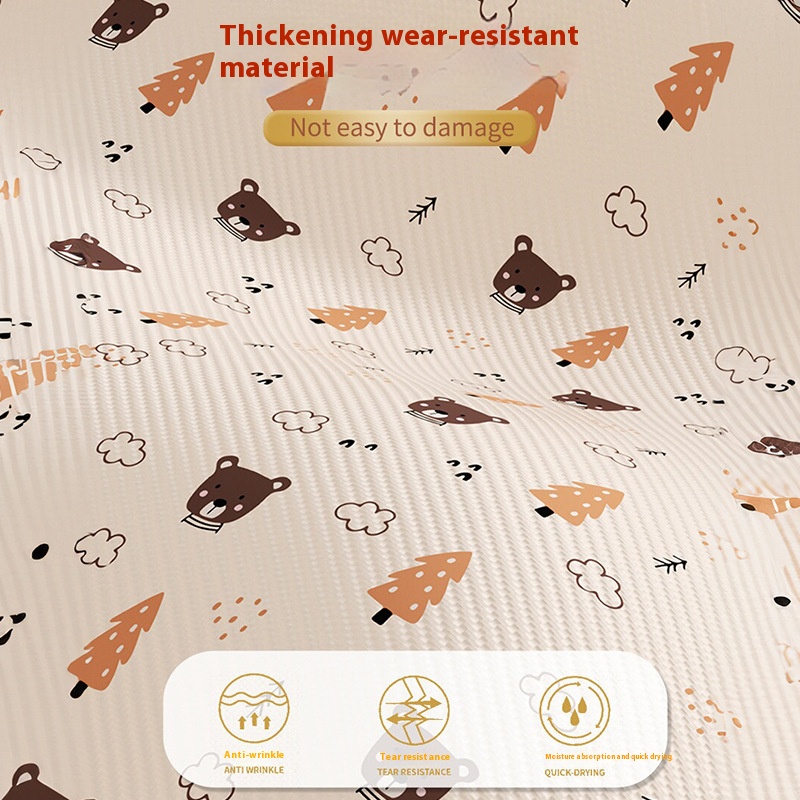 Thickening wear-resistant
material
Not easy to damage
Anti-wrinkle
ANTI WRINKLE
Tear resistance
TEAR RESISTANCE
Moisture absorption and quick drying
QUICK-DRYING